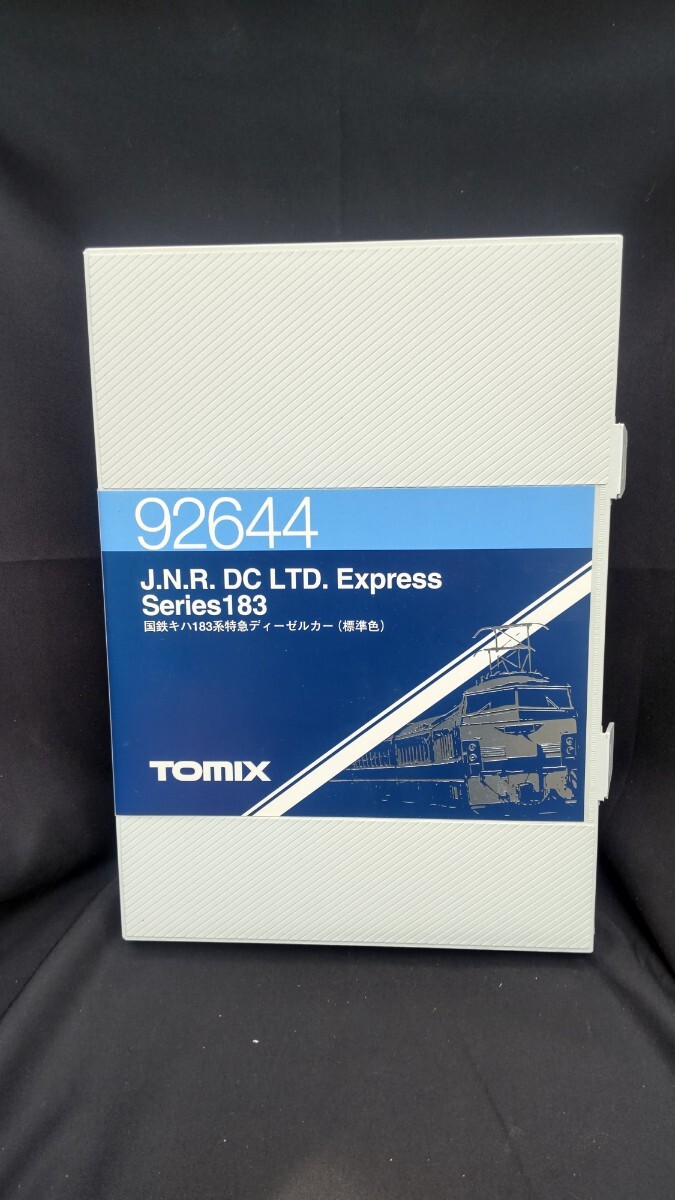 92644
J.N.R. DC LTD. Express
Series183
国鉄キハ183系特急ディーゼルカー（標準色）
TOMIX